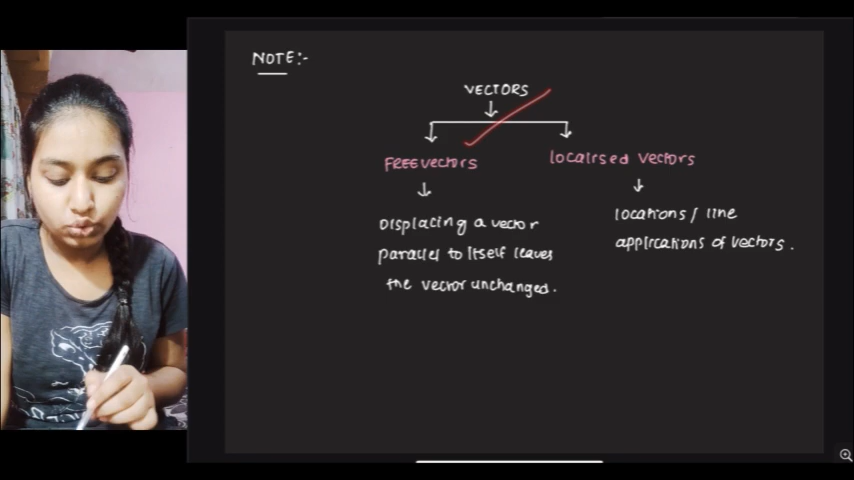 NOTE:-
VECTORS
FREE vectors
localised vectors
Displacing a vector
parallel to itself leaves
the vector unchanged.
locations / line
applications of vectors.